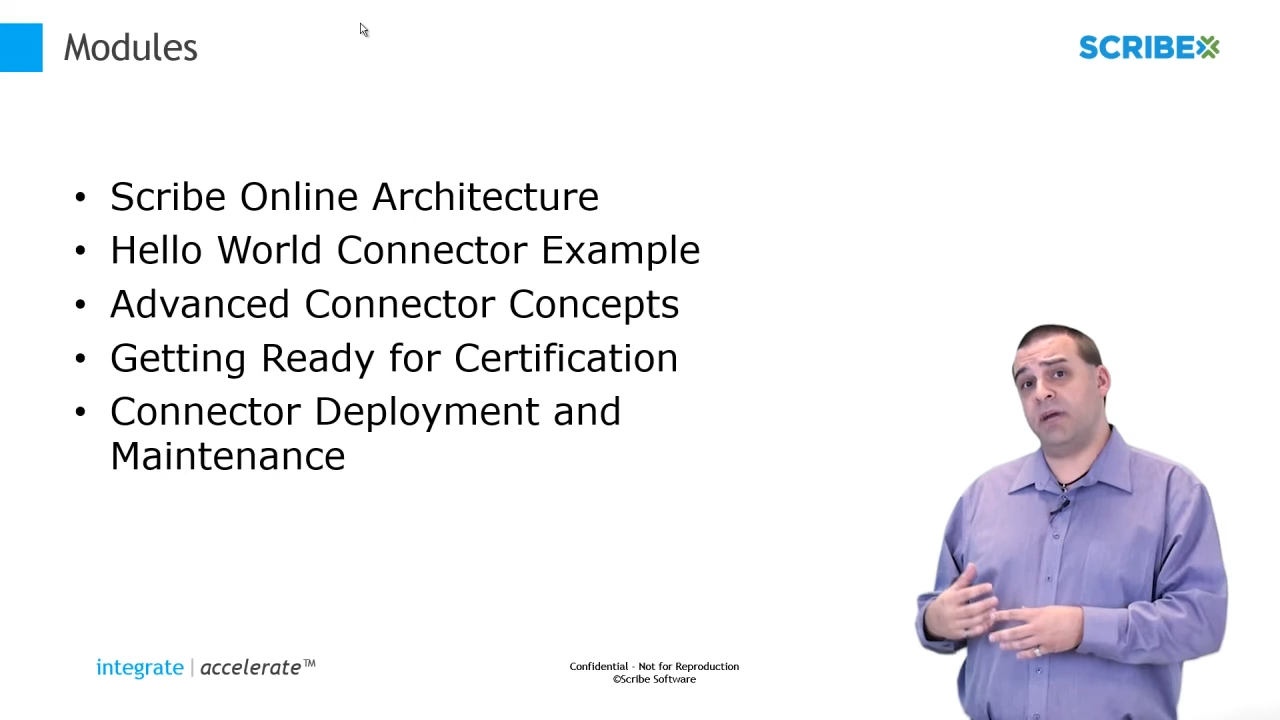 Modules
SCRIBE
• Scribe Online Architecture
• Hello World Connector Example
• Advanced Connector Concepts
• Getting Ready for Certification
• Connector Deployment and
Maintenance
integrate | accelerate™
Confidential - Not for Reproduction
©Scribe Software